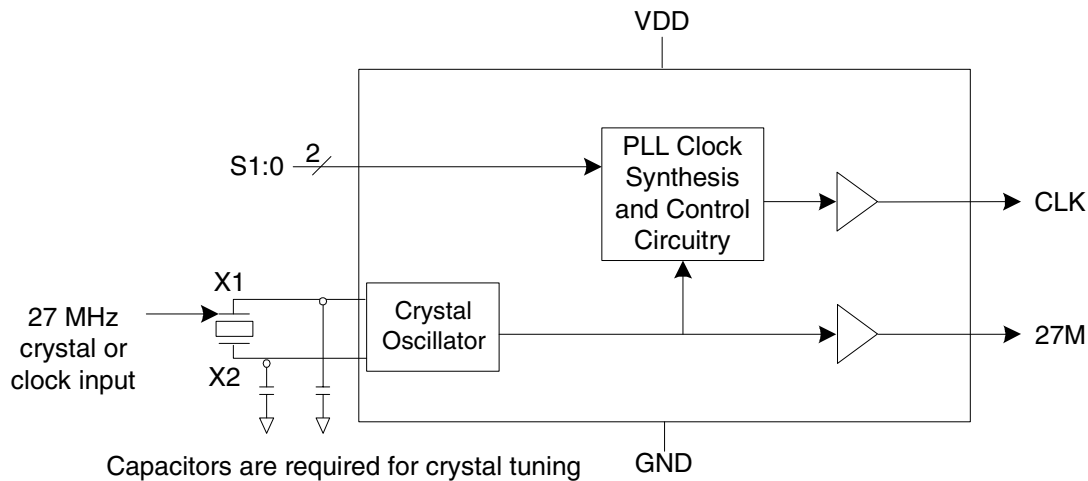 VDD
S1:0
2
PLL Clock
Synthesis
and Control
Circuitry
CLK
X1
27 MHz
crystal or
clock input
X2
Crystal
Oscillator
27M
Capacitors are required for crystal tuning
GND